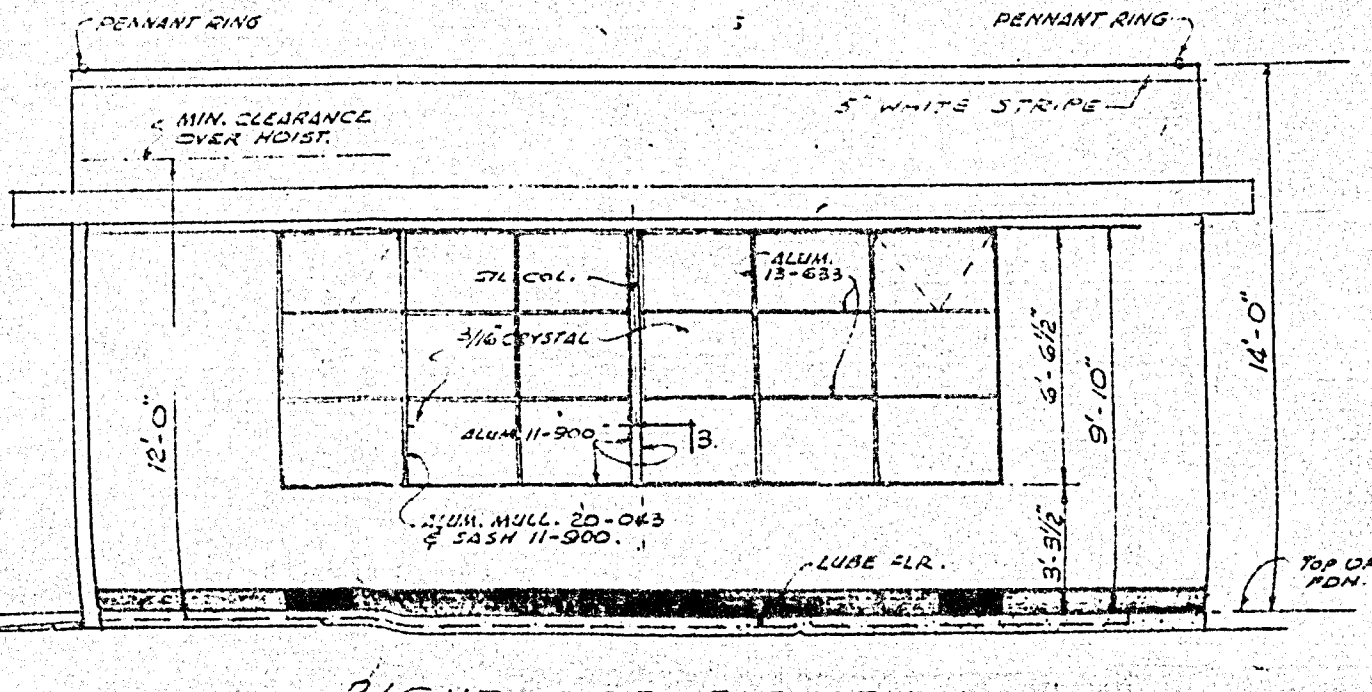 PENNANT RING
PENNANT RING
5" WHITE STRIPE
MIN. CLEARANCE
OVER HOIST.
ALUM.
13-633
STL COL.
3/16" CRYSTAL
6'-6 1/2"
9'-10"
14'-0"
12'-0"
ALUM. 11-900
3.
ALUM. MULL. 20-043
& SASH 11-900.
3'-3 1/2"
LUBE FLR.
TOP OF
FDN.